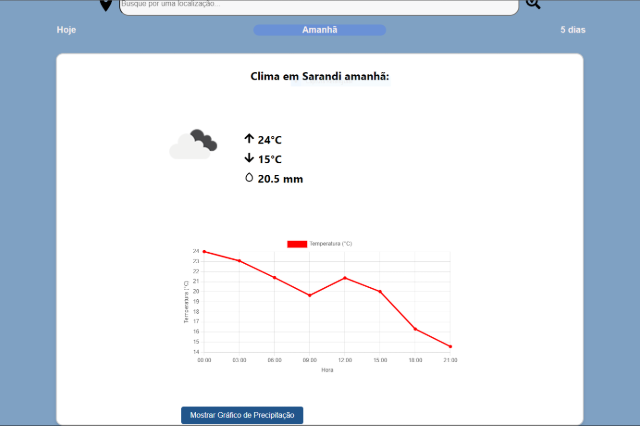 Busque por uma localização...
Hoje Amanhã 5 dias
Clima em Sarandi amanhã:
24°C
15°C
20.5 mm
Temperatura (°C)
24
23
22
21
20
19
18
17
16
15
14
Temperatura (°C)
00:00 03:00 06:00 09:00 12:00 15:00 18:00 21:00
Hora
Mostrar Gráfico de Precipitação